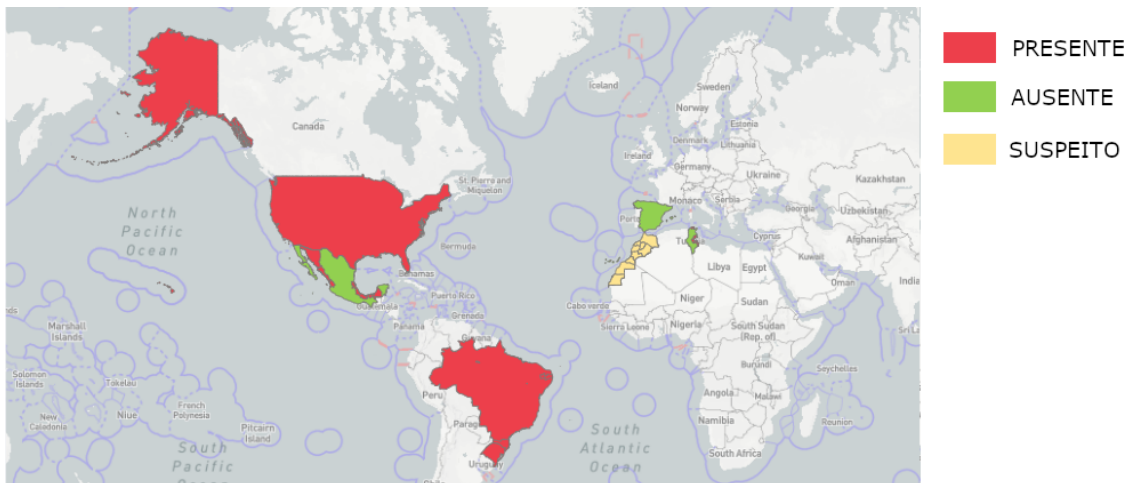 PRESENTE
AUSENTE
SUSPEITO
Iceland
Sweden
Norway
Canada
Estonia
Denmark
Lithuania
Ireland
Germany
Ukraine
Kazakhstan
St. Pierre and
Miquelon
Monaco
Serbia
Georgia
Uzbekistan
North
Pacific
Ocean
Bermuda
Cyprus
Afghanistan
Kuwait
Libya
Egypt
Bahamas
Oman
India
Puerto Rico
Cabo verde
Niger
Sudan
Marshall
Islands
Grenada
Panama
Sierra Leone
Nigeria
South Sudan
(Rep. of)
Guyana
Burundi
Seychelles
Solomon
Islands
Tokelau
Peru
Angola
Malawi
French
Polynesia
New
Caledonia
Niue
Pitcairn
Island
Namibia
Reunion
South
Pacific
Ocean
South
Atlantic
Ocean
Uruguay
South Africa